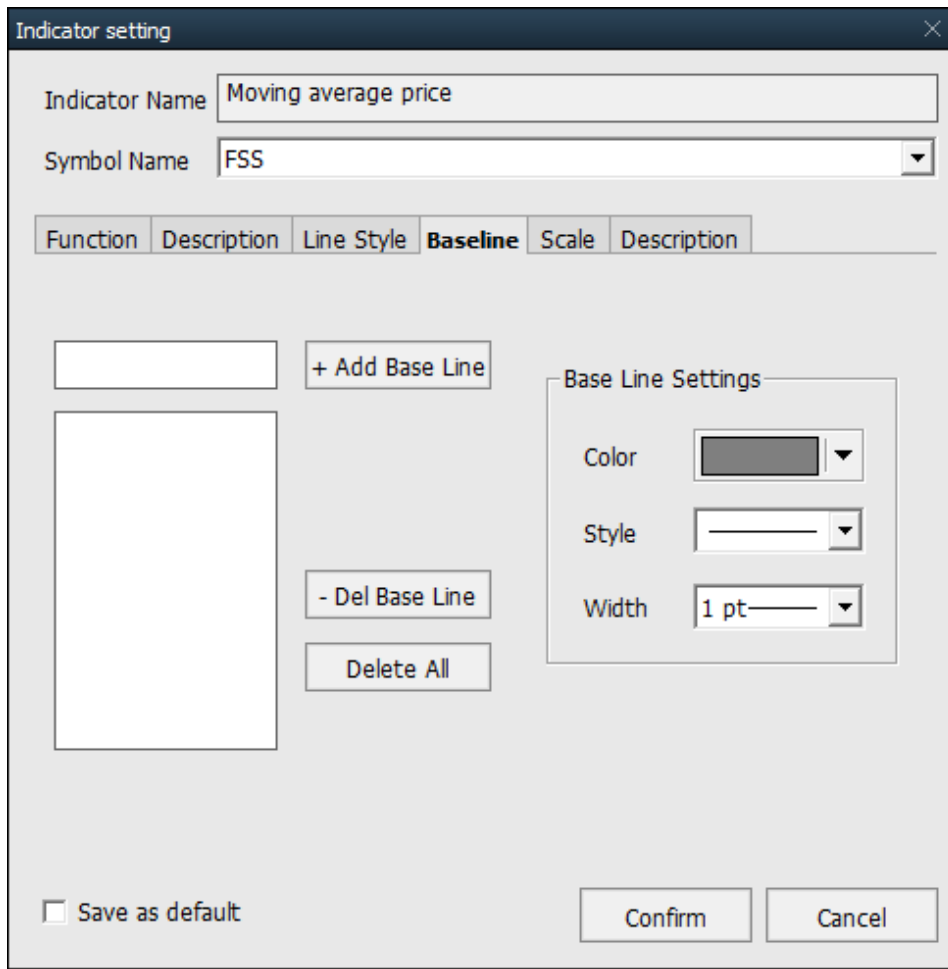 Indicator setting
Indicator Name Moving average price
Symbol Name FSS
Function Description Line Style Baseline Scale Description
+ Add Base Line
Base Line Settings
Color
Style
- Del Base Line
Width 1 pt
Delete All
Save as default
Confirm Cancel